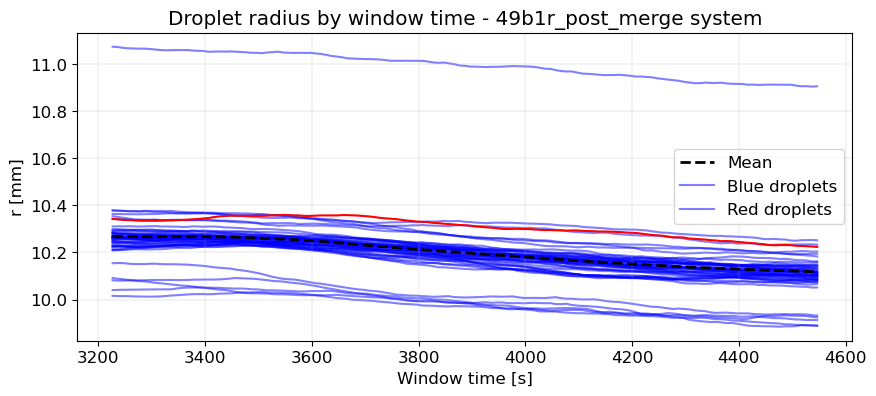 Droplet radius by window time - 49b1r_post_merge system
r [mm]
11.0
10.8
10.6
10.4
10.2
10.0
Mean
Blue droplets
Red droplets
3200 3400 3600 3800 4000 4200 4400 4600
Window time [s]